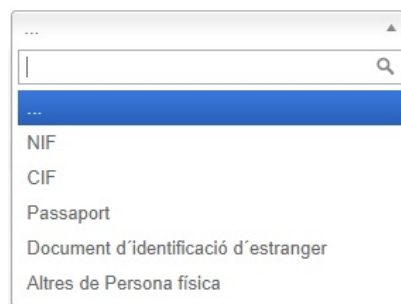 ...
...
NIF
CIF
Passaport
Document d´identificació d´estranger
Altres de Persona física